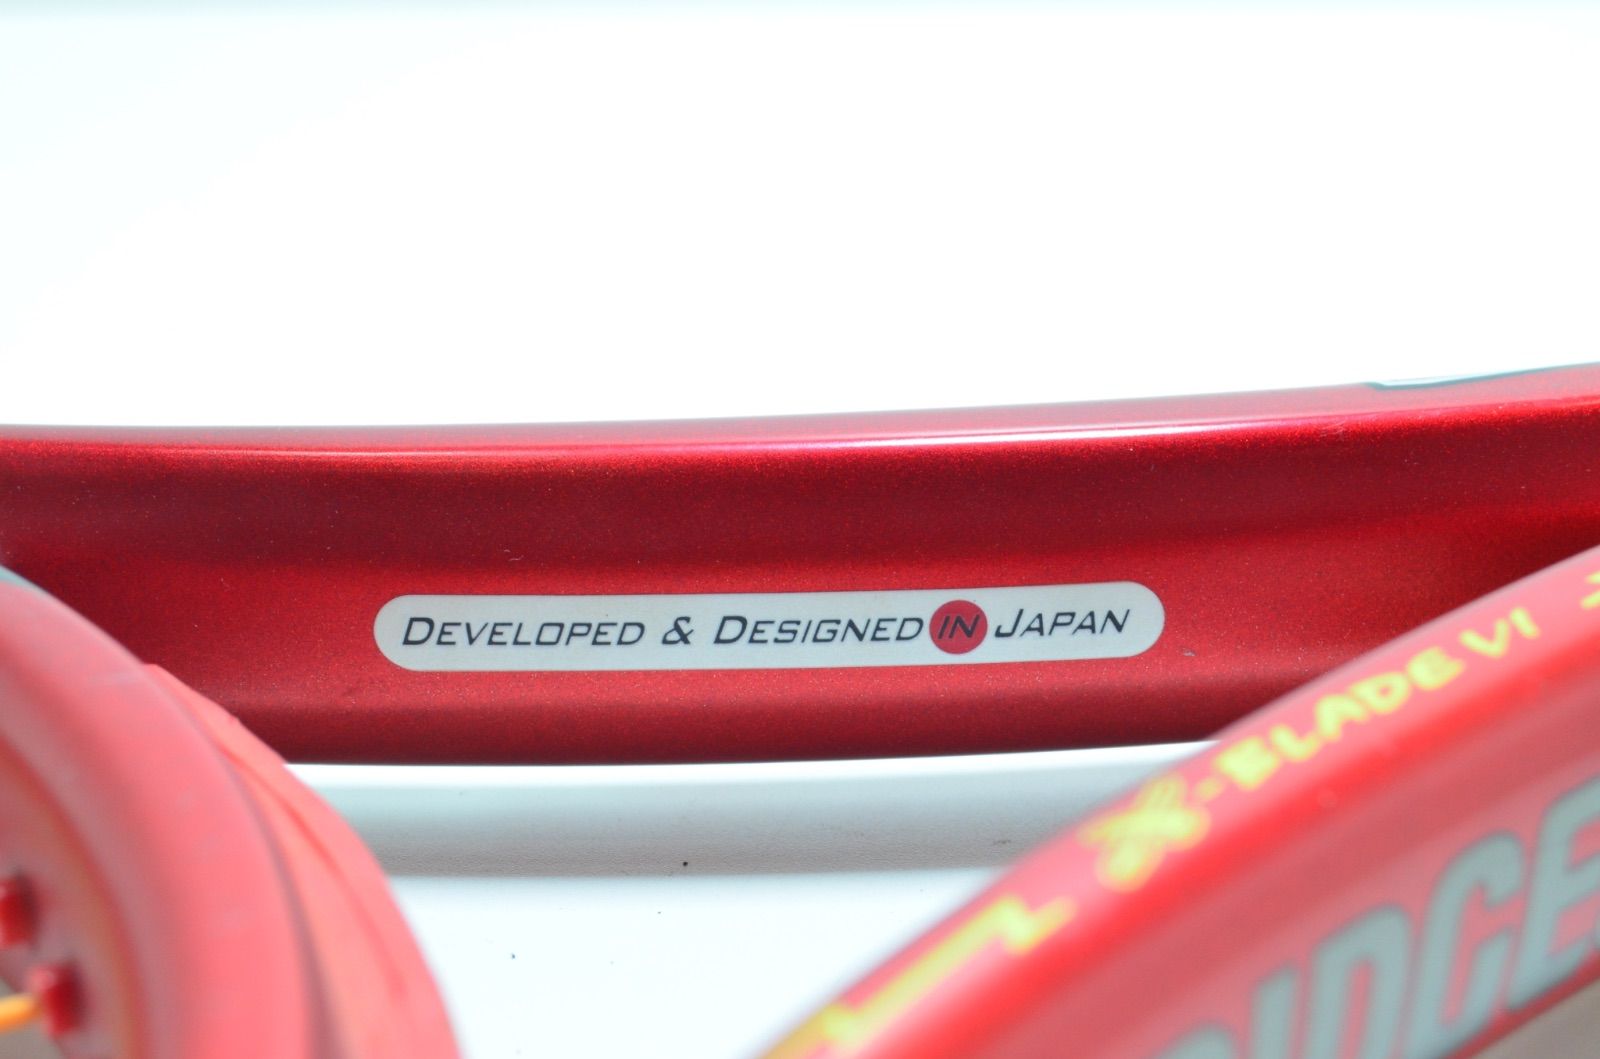 DEVELOPED & DESIGNED IN JAPAN
X-BLADE VI